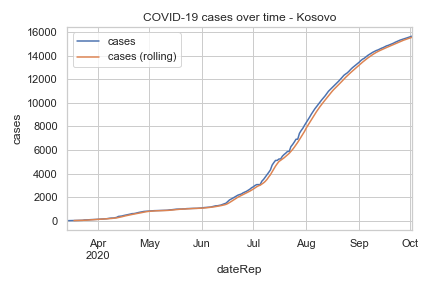 COVID-19 cases over time - Kosovo
cases
cases (rolling)
16000
14000
12000
10000
8000
6000
4000
2000
0
cases
Apr May Jun Jul Aug Sep Oct
2020
dateRep